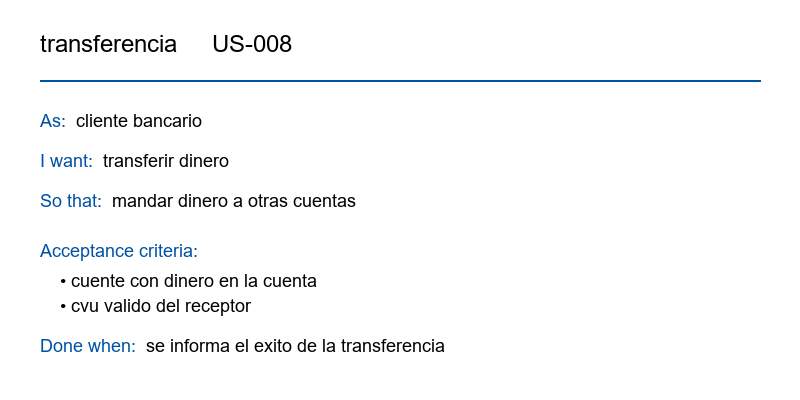 transferencia US-008
As: cliente bancario
I want: transferir dinero
So that: mandar dinero a otras cuentas
Acceptance criteria:
• cuente con dinero en la cuenta
• cvu valido del receptor
Done when: se informa el exito de la transferencia